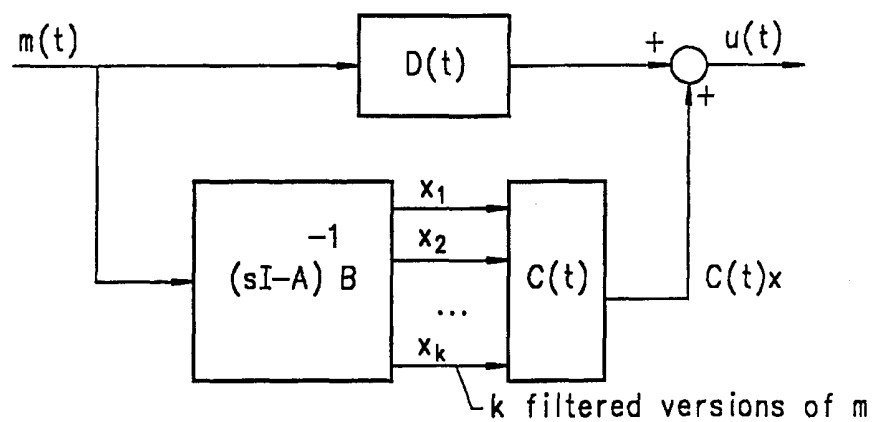 m(t)
D(t)
+
u(t)
+
x1
x2
...
xk
(sI-A)^-1 B
C(t)
C(t)x
k filtered versions of m